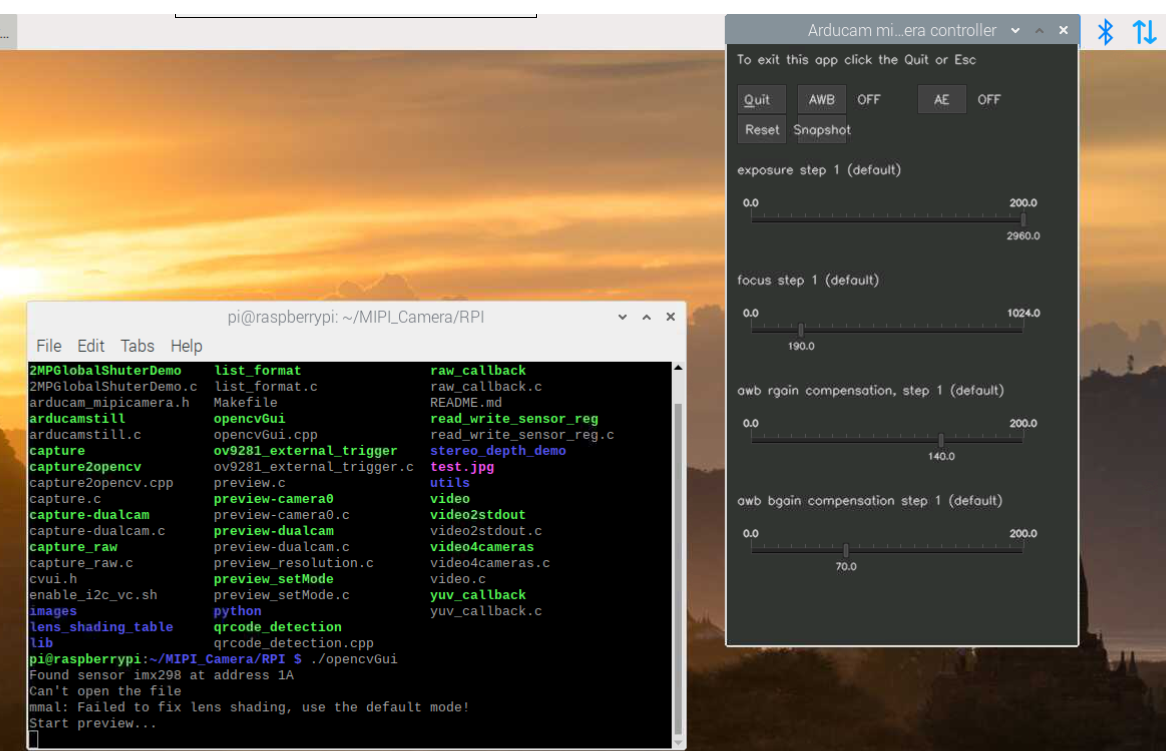 ...
Arducam mi...era controller
To exit this app click the Quit or Esc
Quit AWB OFF AE OFF
Reset Snapshot
exposure step 1 (default)
0.0 200.0
2960.0
focus step 1 (default)
0.0 1024.0
190.0
awb rgain compensation, step 1 (default)
0.0 200.0
140.0
awb bgain compensation step 1 (default)
0.0 200.0
70.0
pi@raspberrypi: ~/MIPI_Camera/RPI
File Edit Tabs Help
2MPGlobalShuterDemo list_format raw_callback
2MPGlobalShuterDemo.c list_format.c raw_callback.c
arducam_mipicamera.h Makefile README.md
arducamstill opencvGui read_write_sensor_reg
arducamstill.c opencvGui.cpp read_write_sensor_reg.c
capture ov9281_external_trigger stereo_depth_demo
capture2opencv ov9281_external_trigger.c test.jpg
capture2opencv.cpp preview.c utils
capture.c preview-camera0 video
capture-dualcam preview-camera0.c video2stdout
capture-dualcam.c preview-dualcam video2stdout.c
capture_raw preview-dualcam.c video4cameras
capture_raw.c preview_resolution.c video4cameras.c
cvui.h preview_setMode video.c
enable_i2c_vc.sh preview_setMode.c yuv_callback
images python yuv_callback.c
lens_shading_table qrcode_detection
lib qrcode_detection.cpp
pi@raspberrypi:~/MIPI_Camera/RPI $ ./opencvGui
Found sensor imx298 at address 1A
Can't open the file
mmal: Failed to fix lens shading, use the default mode!
Start preview...